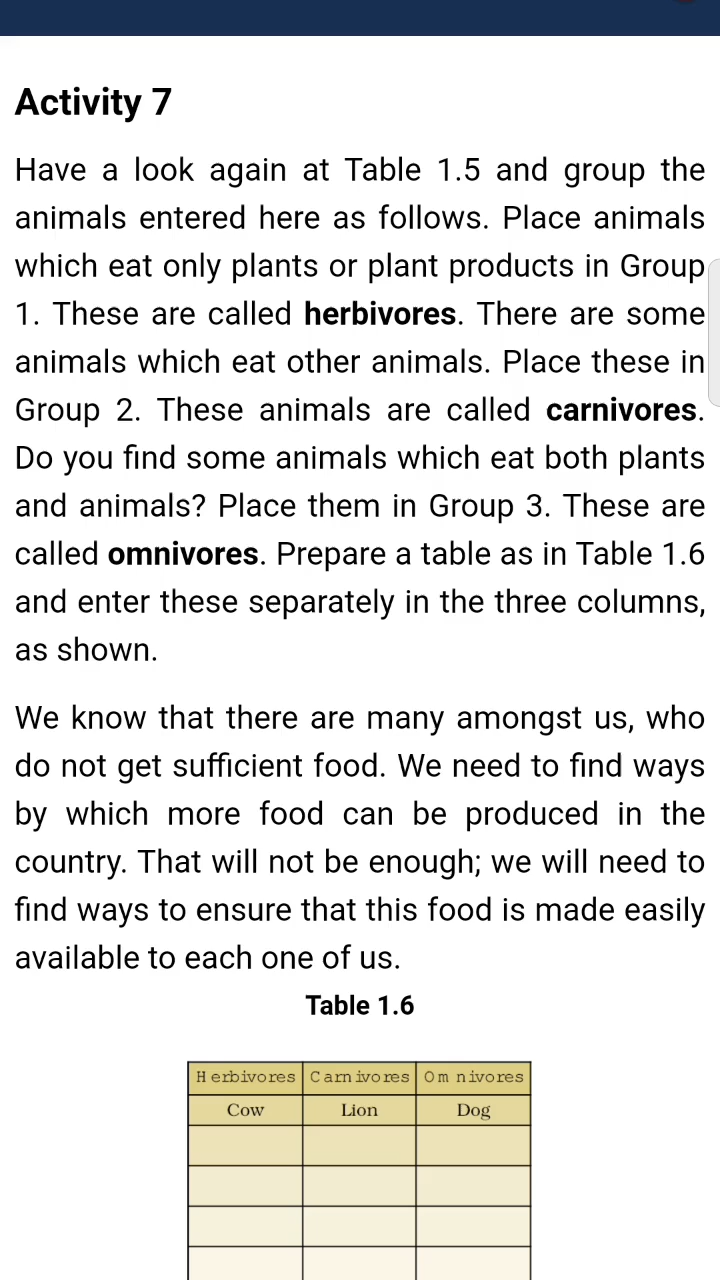 Activity 7
Have a look again at Table 1.5 and group the
animals entered here as follows. Place animals
which eat only plants or plant products in Group
1. These are called herbivores. There are some
animals which eat other animals. Place these in
Group 2. These animals are called carnivores.
Do you find some animals which eat both plants
and animals? Place them in Group 3. These are
called omnivores. Prepare a table as in Table 1.6
and enter these separately in the three columns,
as shown.
We know that there are many amongst us, who
do not get sufficient food. We need to find ways
by which more food can be produced in the
country. That will not be enough; we will need to
find ways to ensure that this food is made easily
available to each one of us.
Table 1.6
Herbivores Carnivores Omnivores
Cow Lion Dog